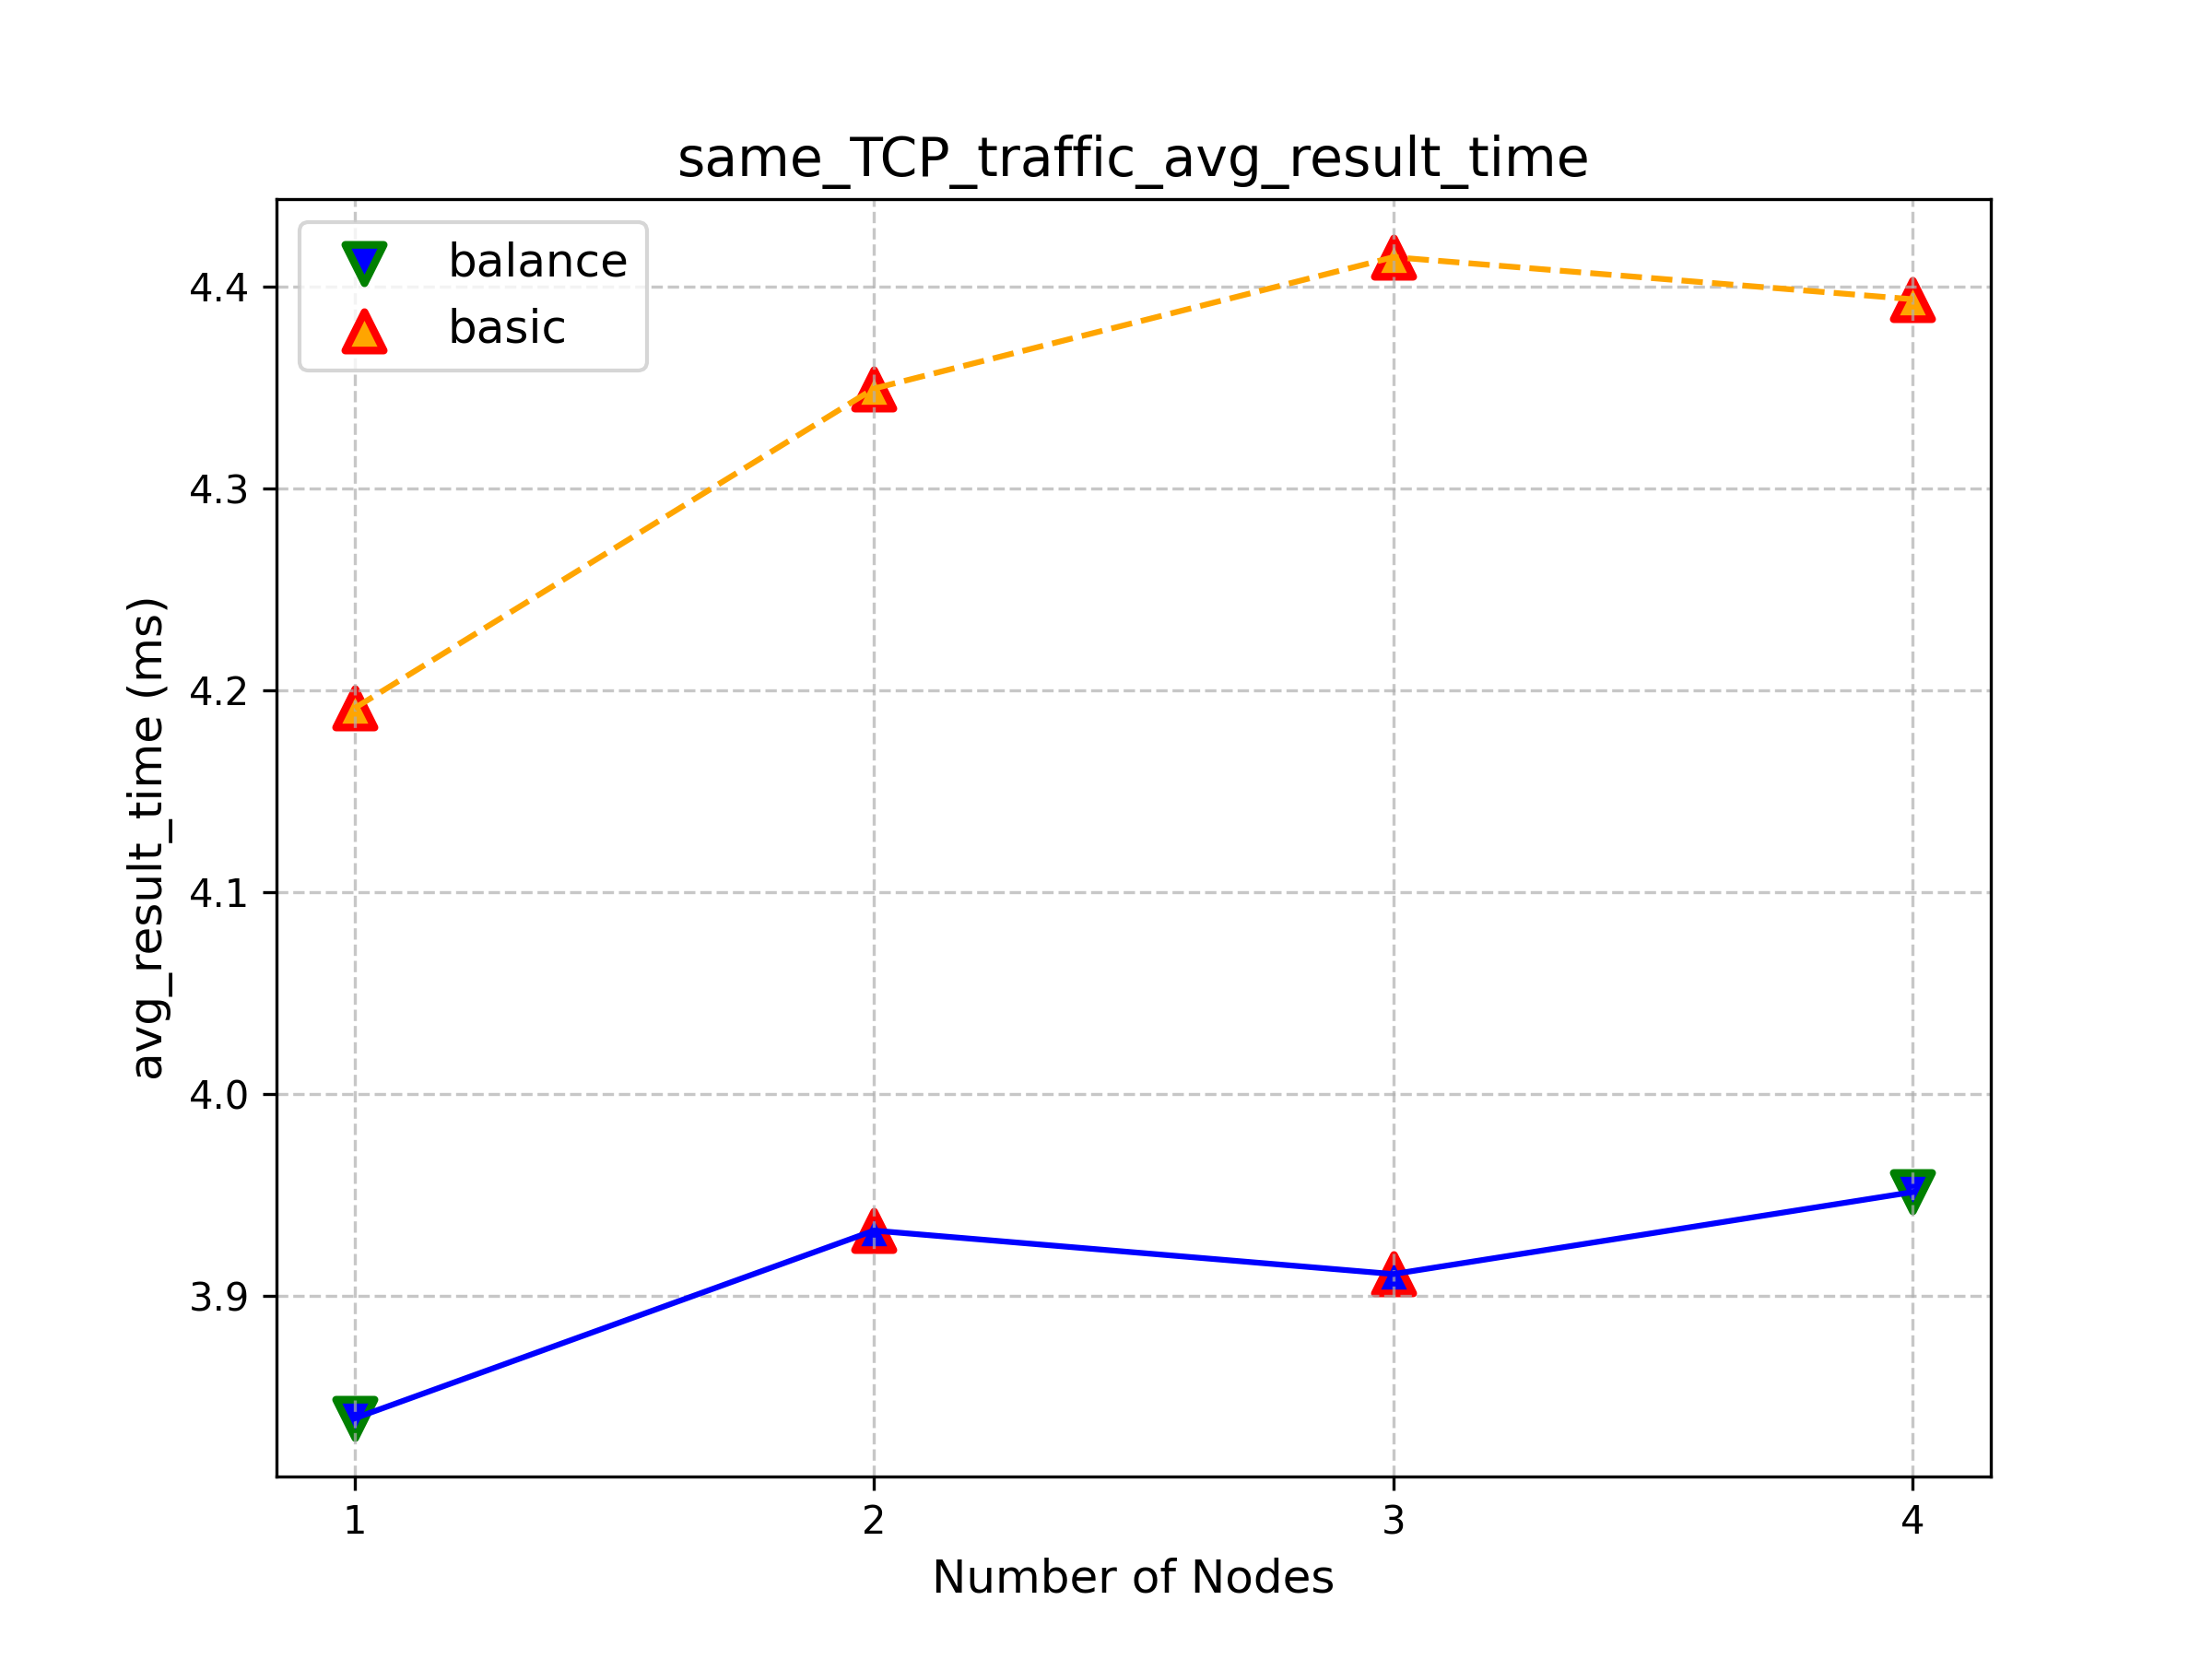 same_TCP_traffic_avg_result_time
balance
basic
avg_result_time (ms)
4.4
4.3
4.2
4.1
4.0
3.9
1 2 3 4
Number of Nodes